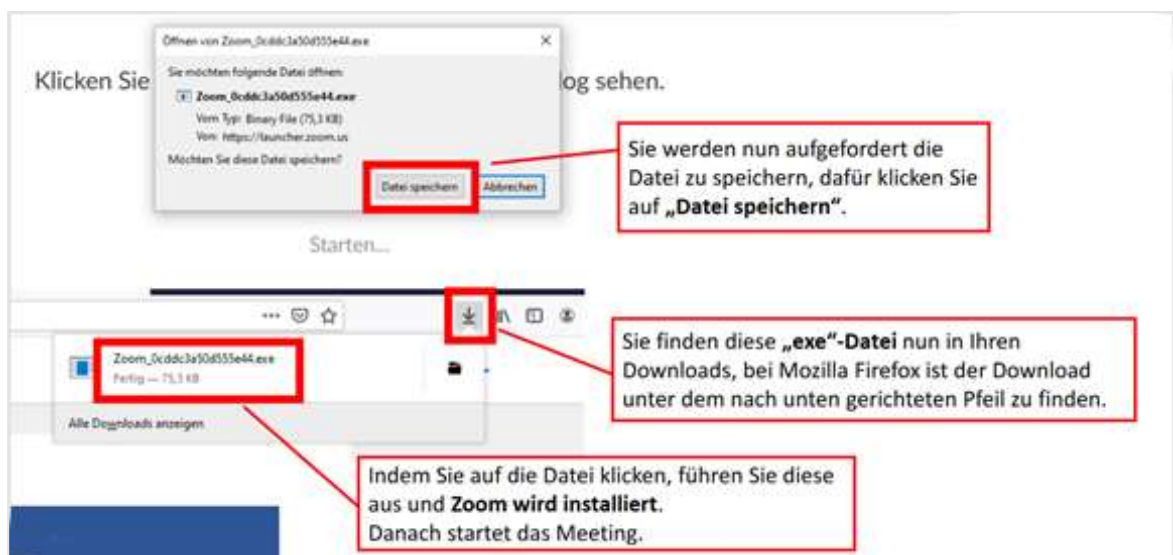 Öffnen von Zoom_0cddc3a50d555e44.exe
Klicken Sie
log sehen.
Sie möchten folgende Datei öffnen:
Zoom_0cddc3a50d555e44.exe
Vom Typ: Binary File (75,3 KB)
Von: https://launcher.zoom.us
Möchten Sie diese Datei speichern?
Datei speichern
Abbrechen
Sie werden nun aufgefordert die
Datei zu speichern, dafür klicken Sie
auf „Datei speichern“.
Starten...
Zoom_0cddc3a50d555e44.exe
Fertig — 75,3 KB
Alle Downloads anzeigen
Sie finden diese „exe“-Datei nun in Ihren
Downloads, bei Mozilla Firefox ist der Download
unter dem nach unten gerichteten Pfeil zu finden.
Indem Sie auf die Datei klicken, führen Sie diese
aus und Zoom wird installiert.
Danach startet das Meeting.